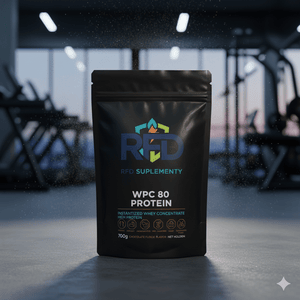 RFD
RFD SUPLEMENTY
WPC 80
PROTEIN
INSTANTIZED WHEY CONCENTRATE
700g